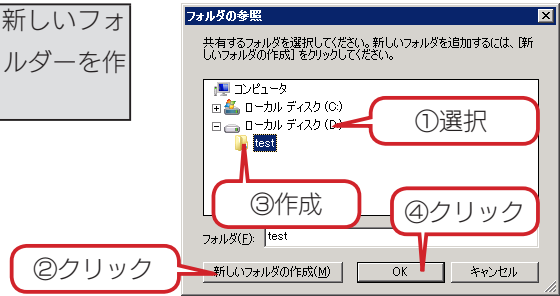 新しいフォ
ルダーを作
フォルダの参照
共有するフォルダを選択してください。新しいフォルダを追加するには、[新
しいフォルダの作成] をクリックしてください。
コンピュータ
ローカル ディスク (C:)
ローカル ディスク (D:)
①選択
test
③作成
④クリック
フォルダ(F):
test
②クリック
新しいフォルダの作成(M)
OK
キャンセル